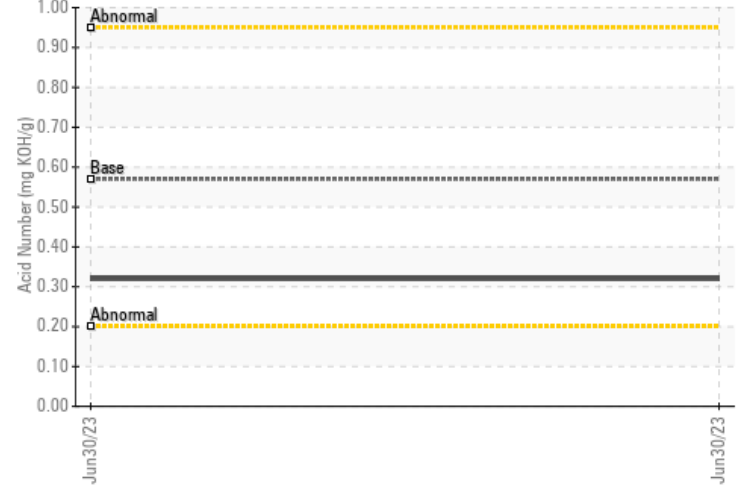 1.00
Abnormal
0.90
0.80
0.70
0.60
Base
0.50
0.40
0.30
Abnormal
0.20
0.10
0.00
Acid Number (mg KOH/g)
Jun30/23
Jun30/23